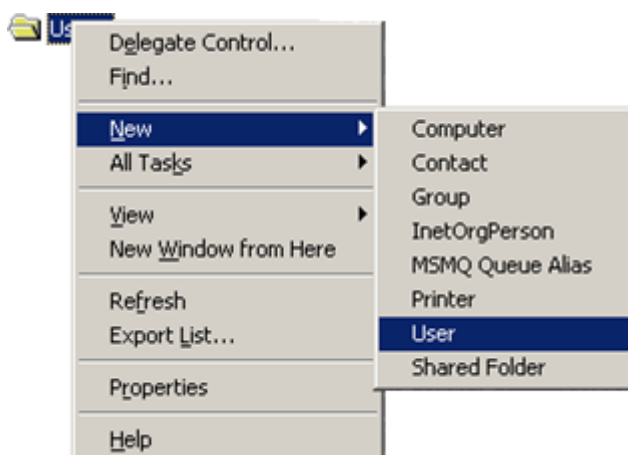 Delegate Control...
Find...
New
All Tasks
View
New Window from Here
Refresh
Export List...
Properties
Help
Computer
Contact
Group
InetOrgPerson
MSMQ Queue Alias
Printer
User
Shared Folder